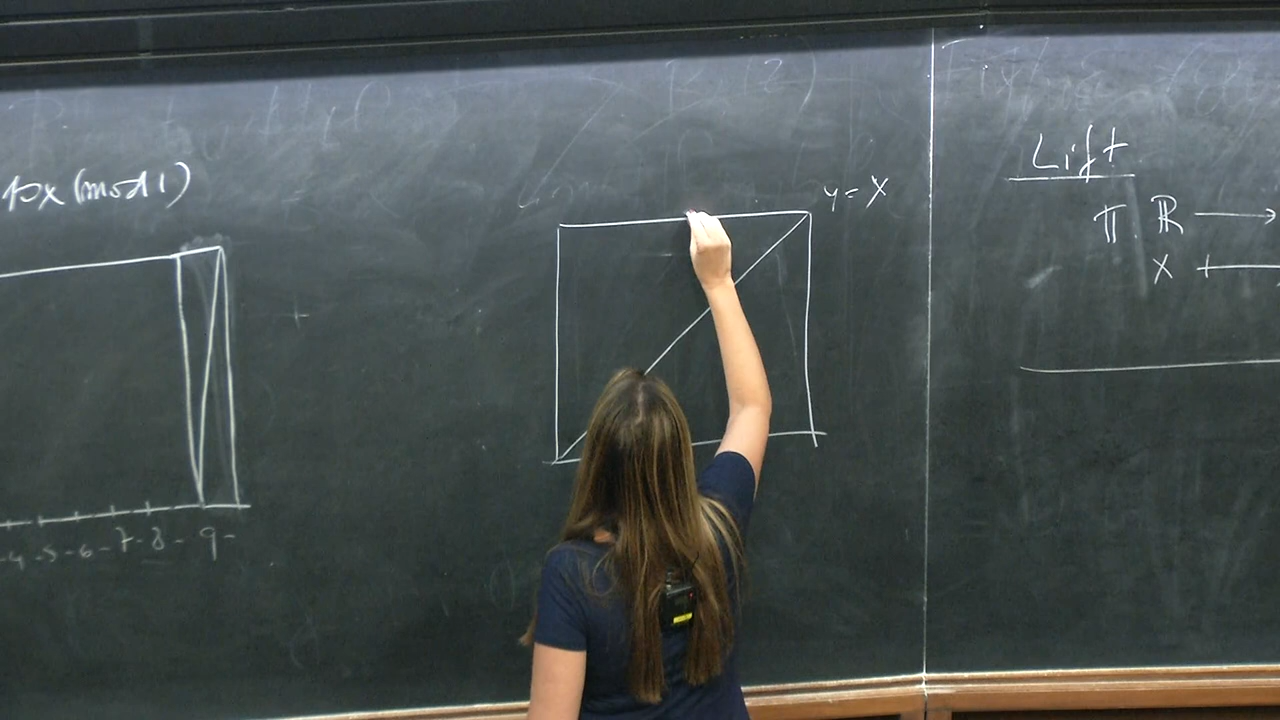 10x (mod 1)
-4-5-6-7-8-9-
y = x
Lift
π ℝ ⟶
x ⟼